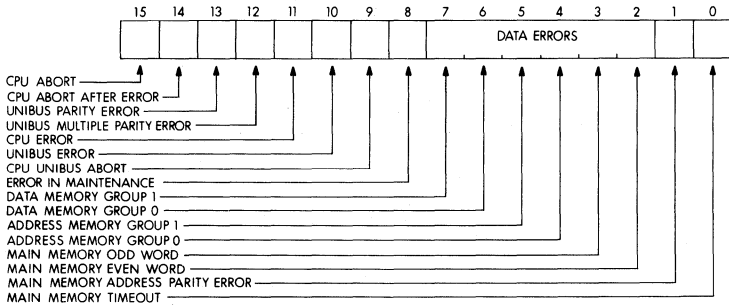 15 14 13 12 11 10 9 8 7 6 5 4 3 2 1 0
DATA ERRORS
CPU ABORT
CPU ABORT AFTER ERROR
UNIBUS PARITY ERROR
UNIBUS MULTIPLE PARITY ERROR
CPU ERROR
UNIBUS ERROR
CPU UNIBUS ABORT
ERROR IN MAINTENANCE
DATA MEMORY GROUP 1
DATA MEMORY GROUP 0
ADDRESS MEMORY GROUP 1
ADDRESS MEMORY GROUP 0
MAIN MEMORY ODD WORD
MAIN MEMORY EVEN WORD
MAIN MEMORY ADDRESS PARITY ERROR
MAIN MEMORY TIMEOUT